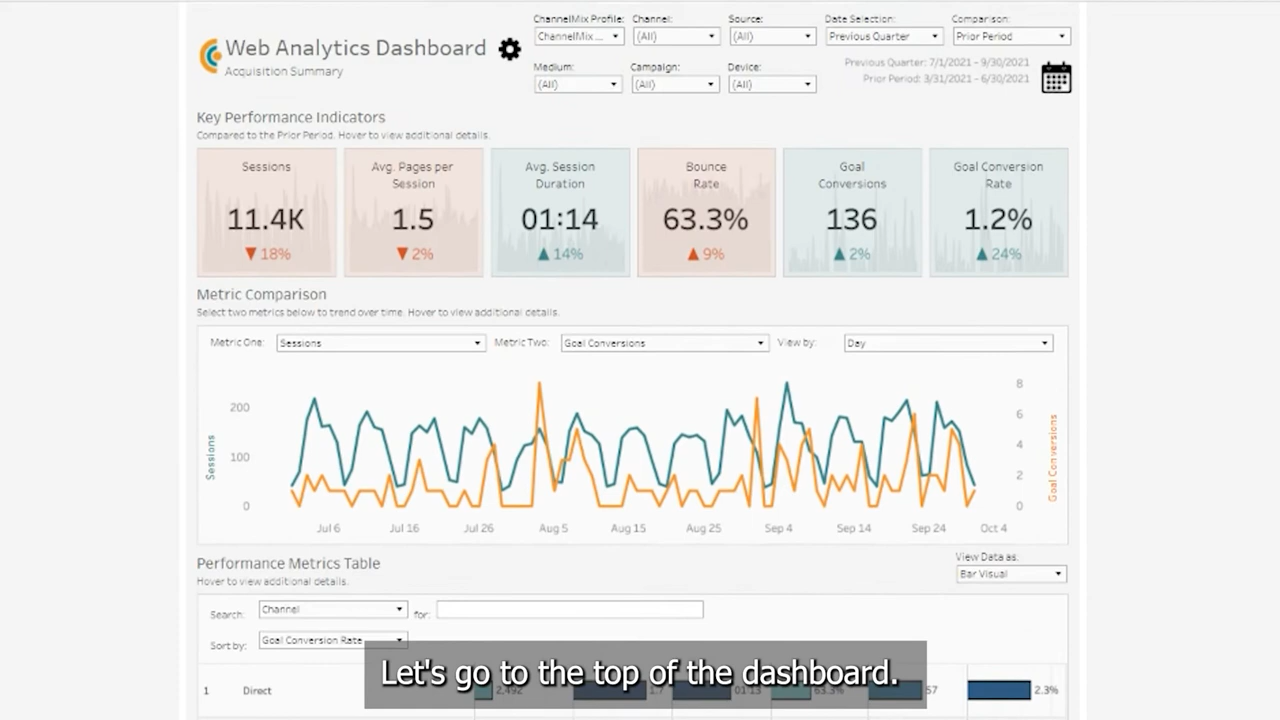 Web Analytics Dashboard
Acquisition Summary
ChannelMix Profile: Channel: Source: Date Selection: Comparison:
ChannelMix ... (All) (All) Previous Quarter Prior Period
Medium: Campaign: Device:
(All) (All) (All)
Previous Quarter: 7/1/2021 - 9/30/2021
Prior Period: 3/31/2021 - 6/30/2021
Key Performance Indicators
Compared to the Prior Period. Hover to view additional details.
Sessions
11.4K
▼ 18%
Avg. Pages per
Session
1.5
▼ 2%
Avg. Session
Duration
01:14
▲ 14%
Bounce
Rate
63.3%
▲ 9%
Goal
Conversions
136
▲ 2%
Goal Conversion
Rate
1.2%
▲ 24%
Metric Comparison
Select two metrics below to trend over time. Hover to view additional details.
Metric One: Sessions Metric Two: Goal Conversions View by: Day
Sessions
200
100
0
8
6
4
2
0
Goal Conversions
Jul 6 Jul 16 Jul 26 Aug 5 Aug 15 Aug 25 Sep 4 Sep 14 Sep 24 Oct 4
Performance Metrics Table
Hover to view additional details.
View Data as:
Bar Visual
Search: Channel for:
Sort by: Goal Conversion Rate
1 Direct 2,492 1.7 01:13 63.3% 57 2.3%
Let's go to the top of the dashboard.